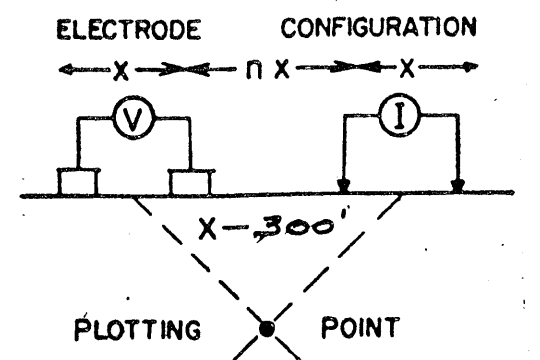 ELECTRODE CONFIGURATION
X n X X
V I
X-300'
PLOTTING POINT